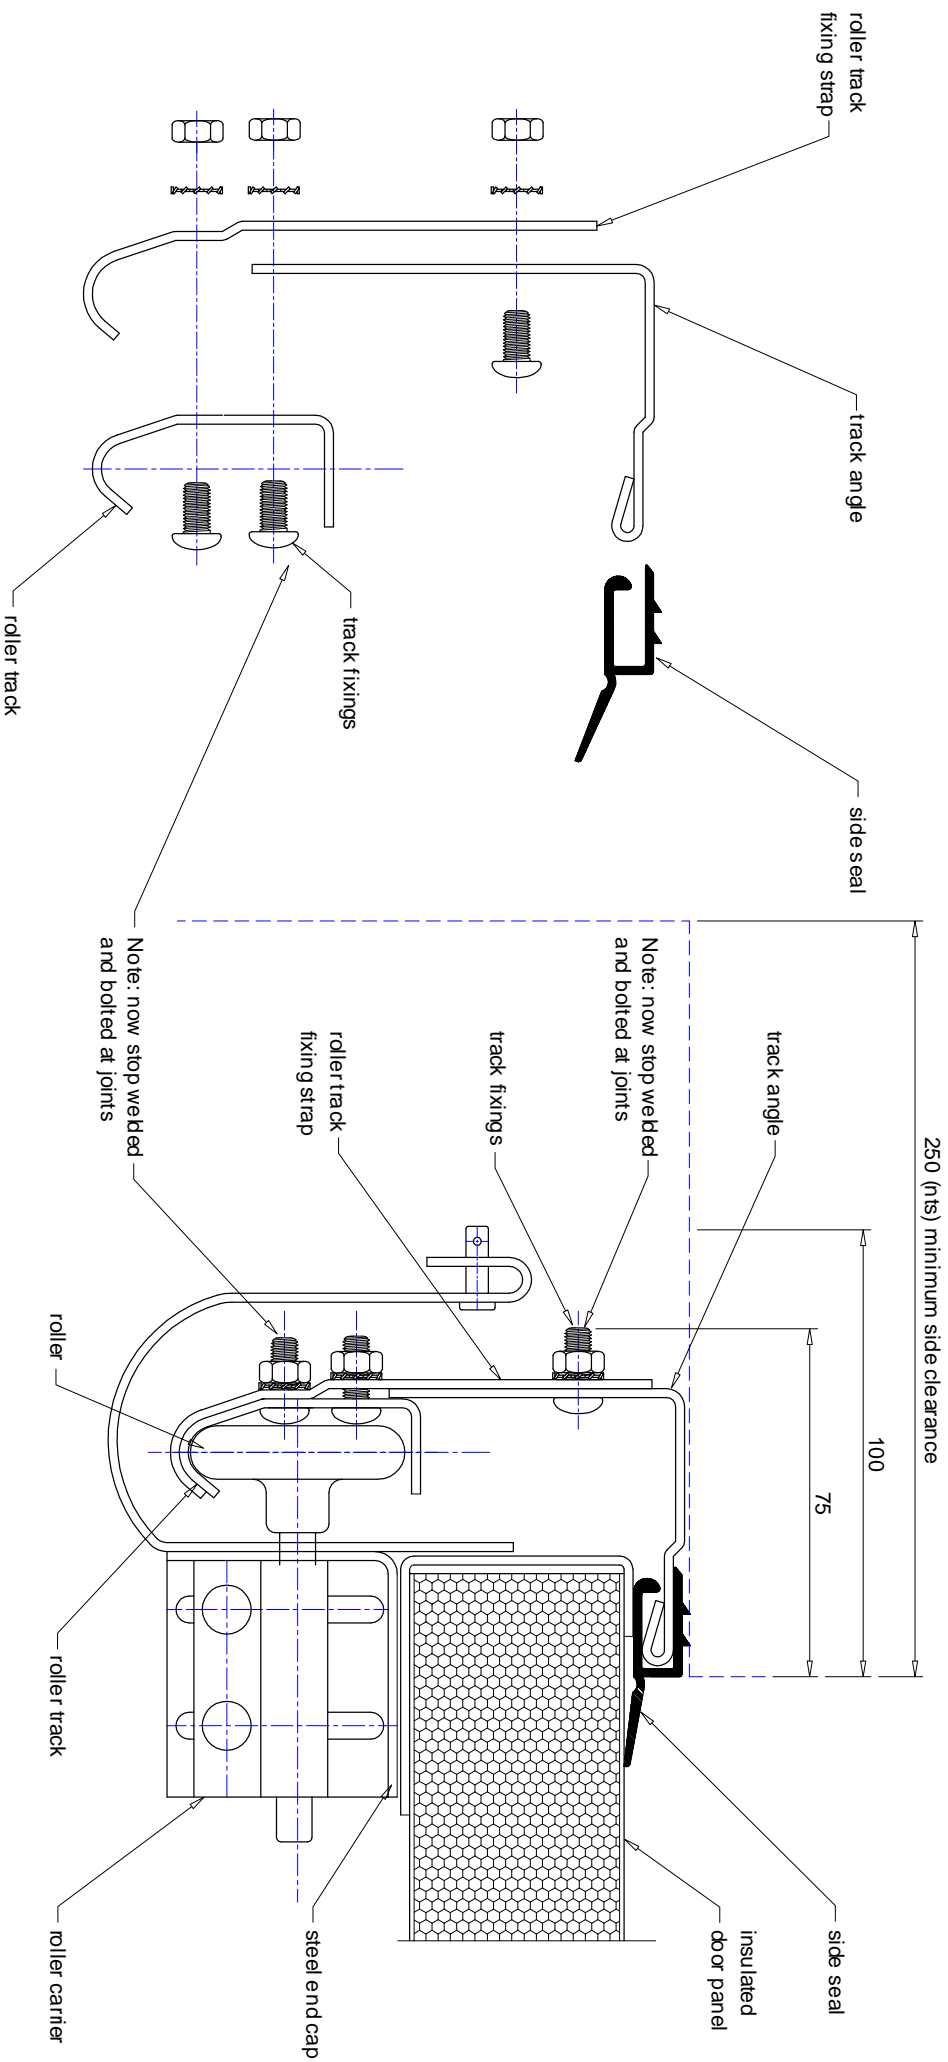 roller track
fixing strap
track angle
side seal
track fixings
roller track
250 (nts) minimum side clearance
100
75
track angle
Note: now stop welded
and bolted at joints
track fixings
roller track
fixing strap
Note: now stop welded
and bolted at joints
roller
roller track
side seal
insulated
door panel
steel end cap
roller carrier